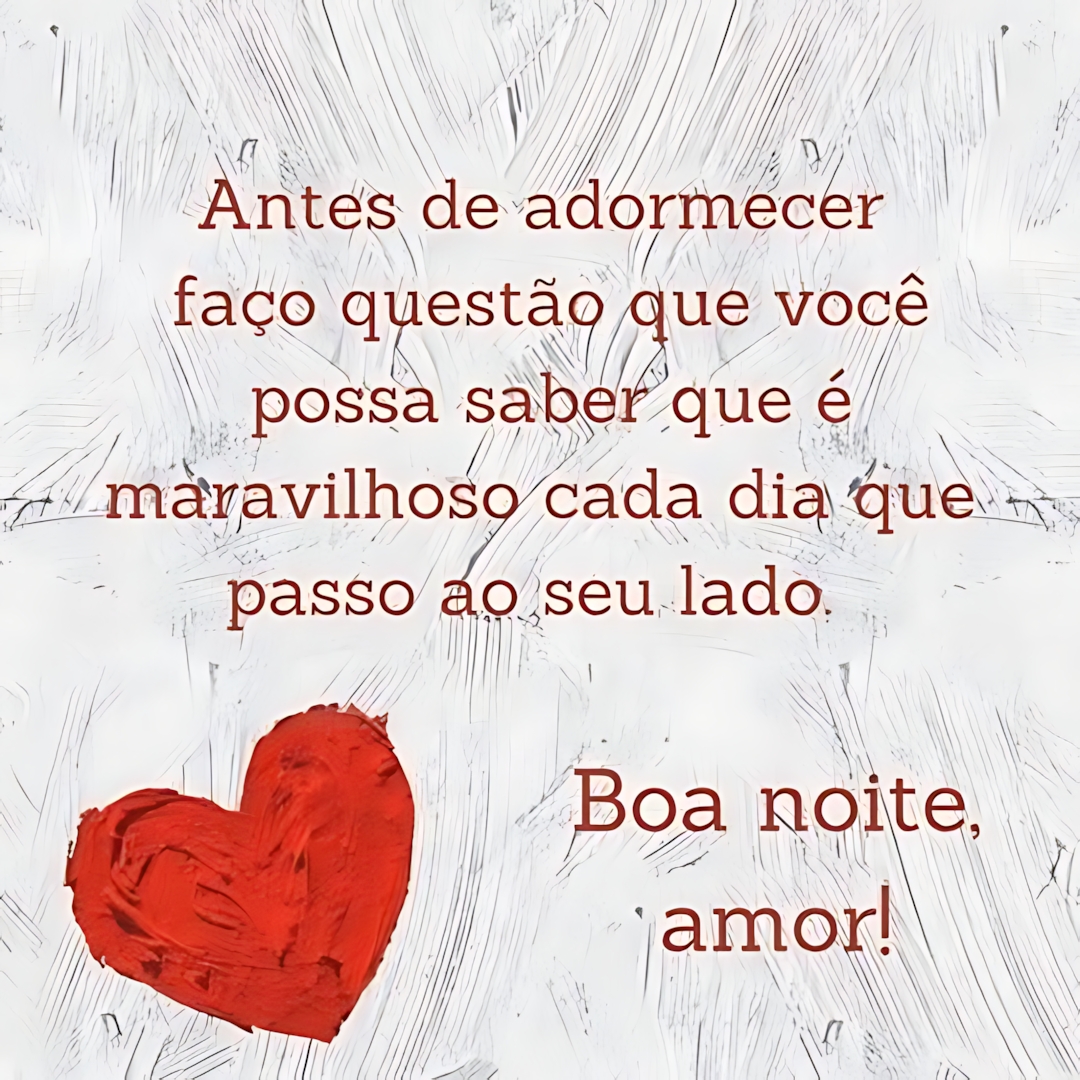 Antes de adormecer
faço questão que você
possa saber que é
maravilhoso cada dia que
passo ao seu lado.
Boa noite,
amor!